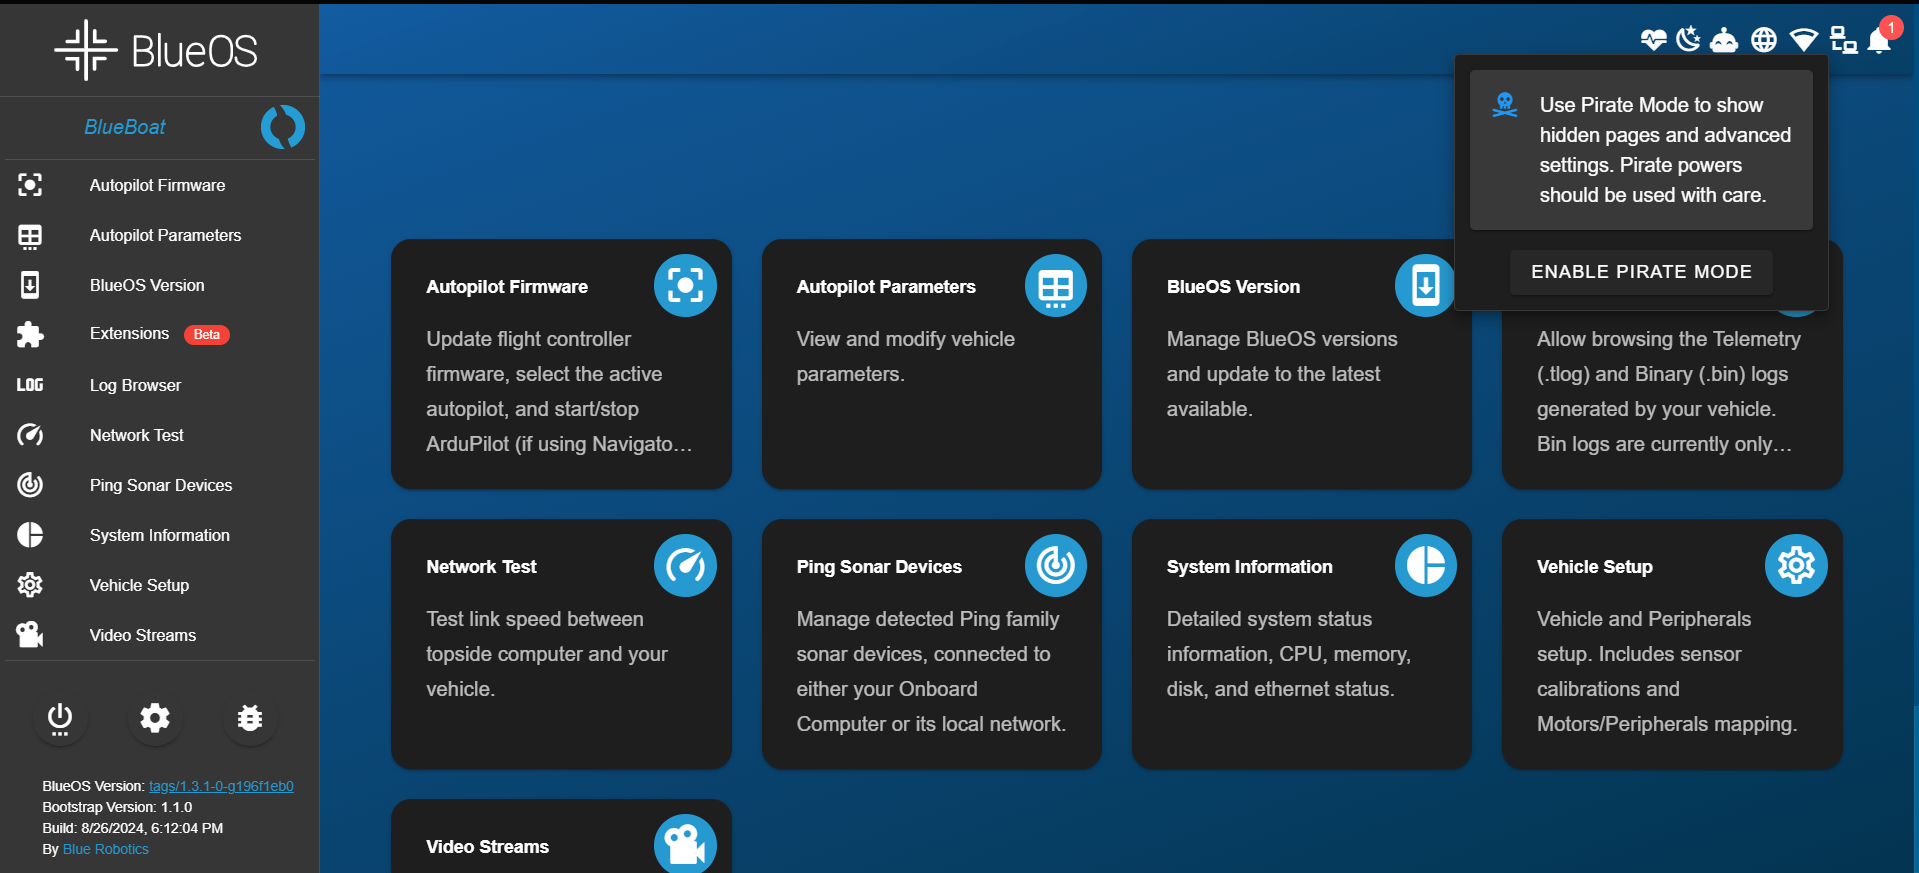 BlueOS
1
BlueBoat
Autopilot Firmware
Autopilot Parameters
BlueOS Version
Extensions Beta
LOG Log Browser
Network Test
Ping Sonar Devices
System Information
Vehicle Setup
Video Streams
BlueOS Version: tags/1.3.1-0-g196f1eb0
Bootstrap Version: 1.1.0
Build: 8/26/2024, 6:12:04 PM
By Blue Robotics
Use Pirate Mode to show
hidden pages and advanced
settings. Pirate powers
should be used with care.
ENABLE PIRATE MODE
Autopilot Firmware
Update flight controller
firmware, select the active
autopilot, and start/stop
ArduPilot (if using Navigato...
Autopilot Parameters
View and modify vehicle
parameters.
BlueOS Version
Manage BlueOS versions
and update to the latest
available.
Allow browsing the Telemetry
(.tlog) and Binary (.bin) logs
generated by your vehicle.
Bin logs are currently only...
Network Test
Test link speed between
topside computer and your
vehicle.
Ping Sonar Devices
Manage detected Ping family
sonar devices, connected to
either your Onboard
Computer or its local network.
System Information
Detailed system status
information, CPU, memory,
disk, and ethernet status.
Vehicle Setup
Vehicle and Peripherals
setup. Includes sensor
calibrations and
Motors/Peripherals mapping.
Video Streams